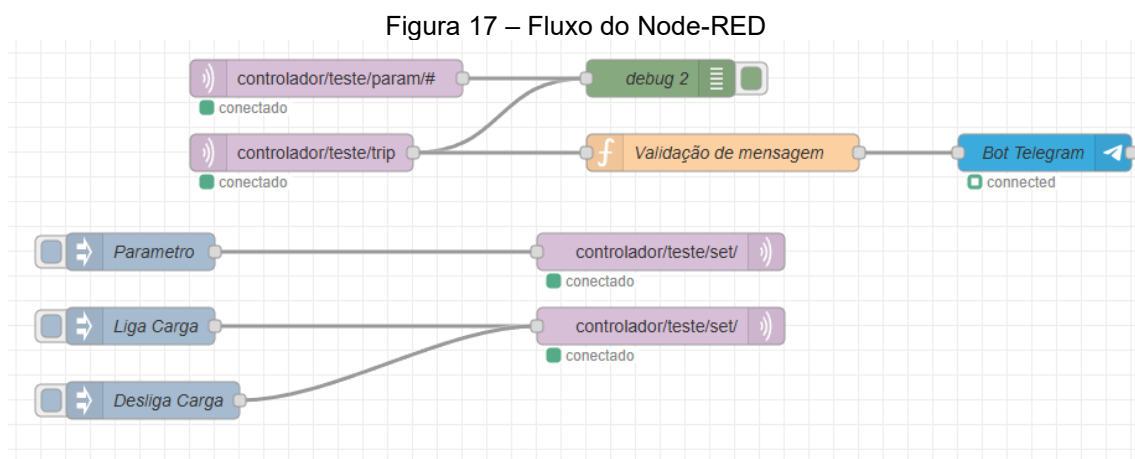 Figura 17 – Fluxo do Node-RED
controlador/teste/param/#
debug 2
conectado
controlador/teste/trip
Validação de mensagem
Bot Telegram
conectado
connected
Parametro
controlador/teste/set/
conectado
Liga Carga
controlador/teste/set/
conectado
Desliga Carga